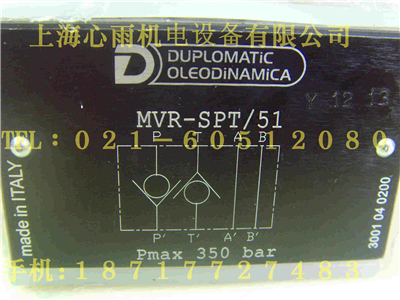 上海心雨机电设备有限公司
DUPLOMATIC
OLEODINAMICA
D
Y 12 13
MVR-SPT/51
TEL：021-60512080
P T A B
P' T' A' B'
Pmax 350 bar
made in ITALY
3001 04 0200
手机：18717727483